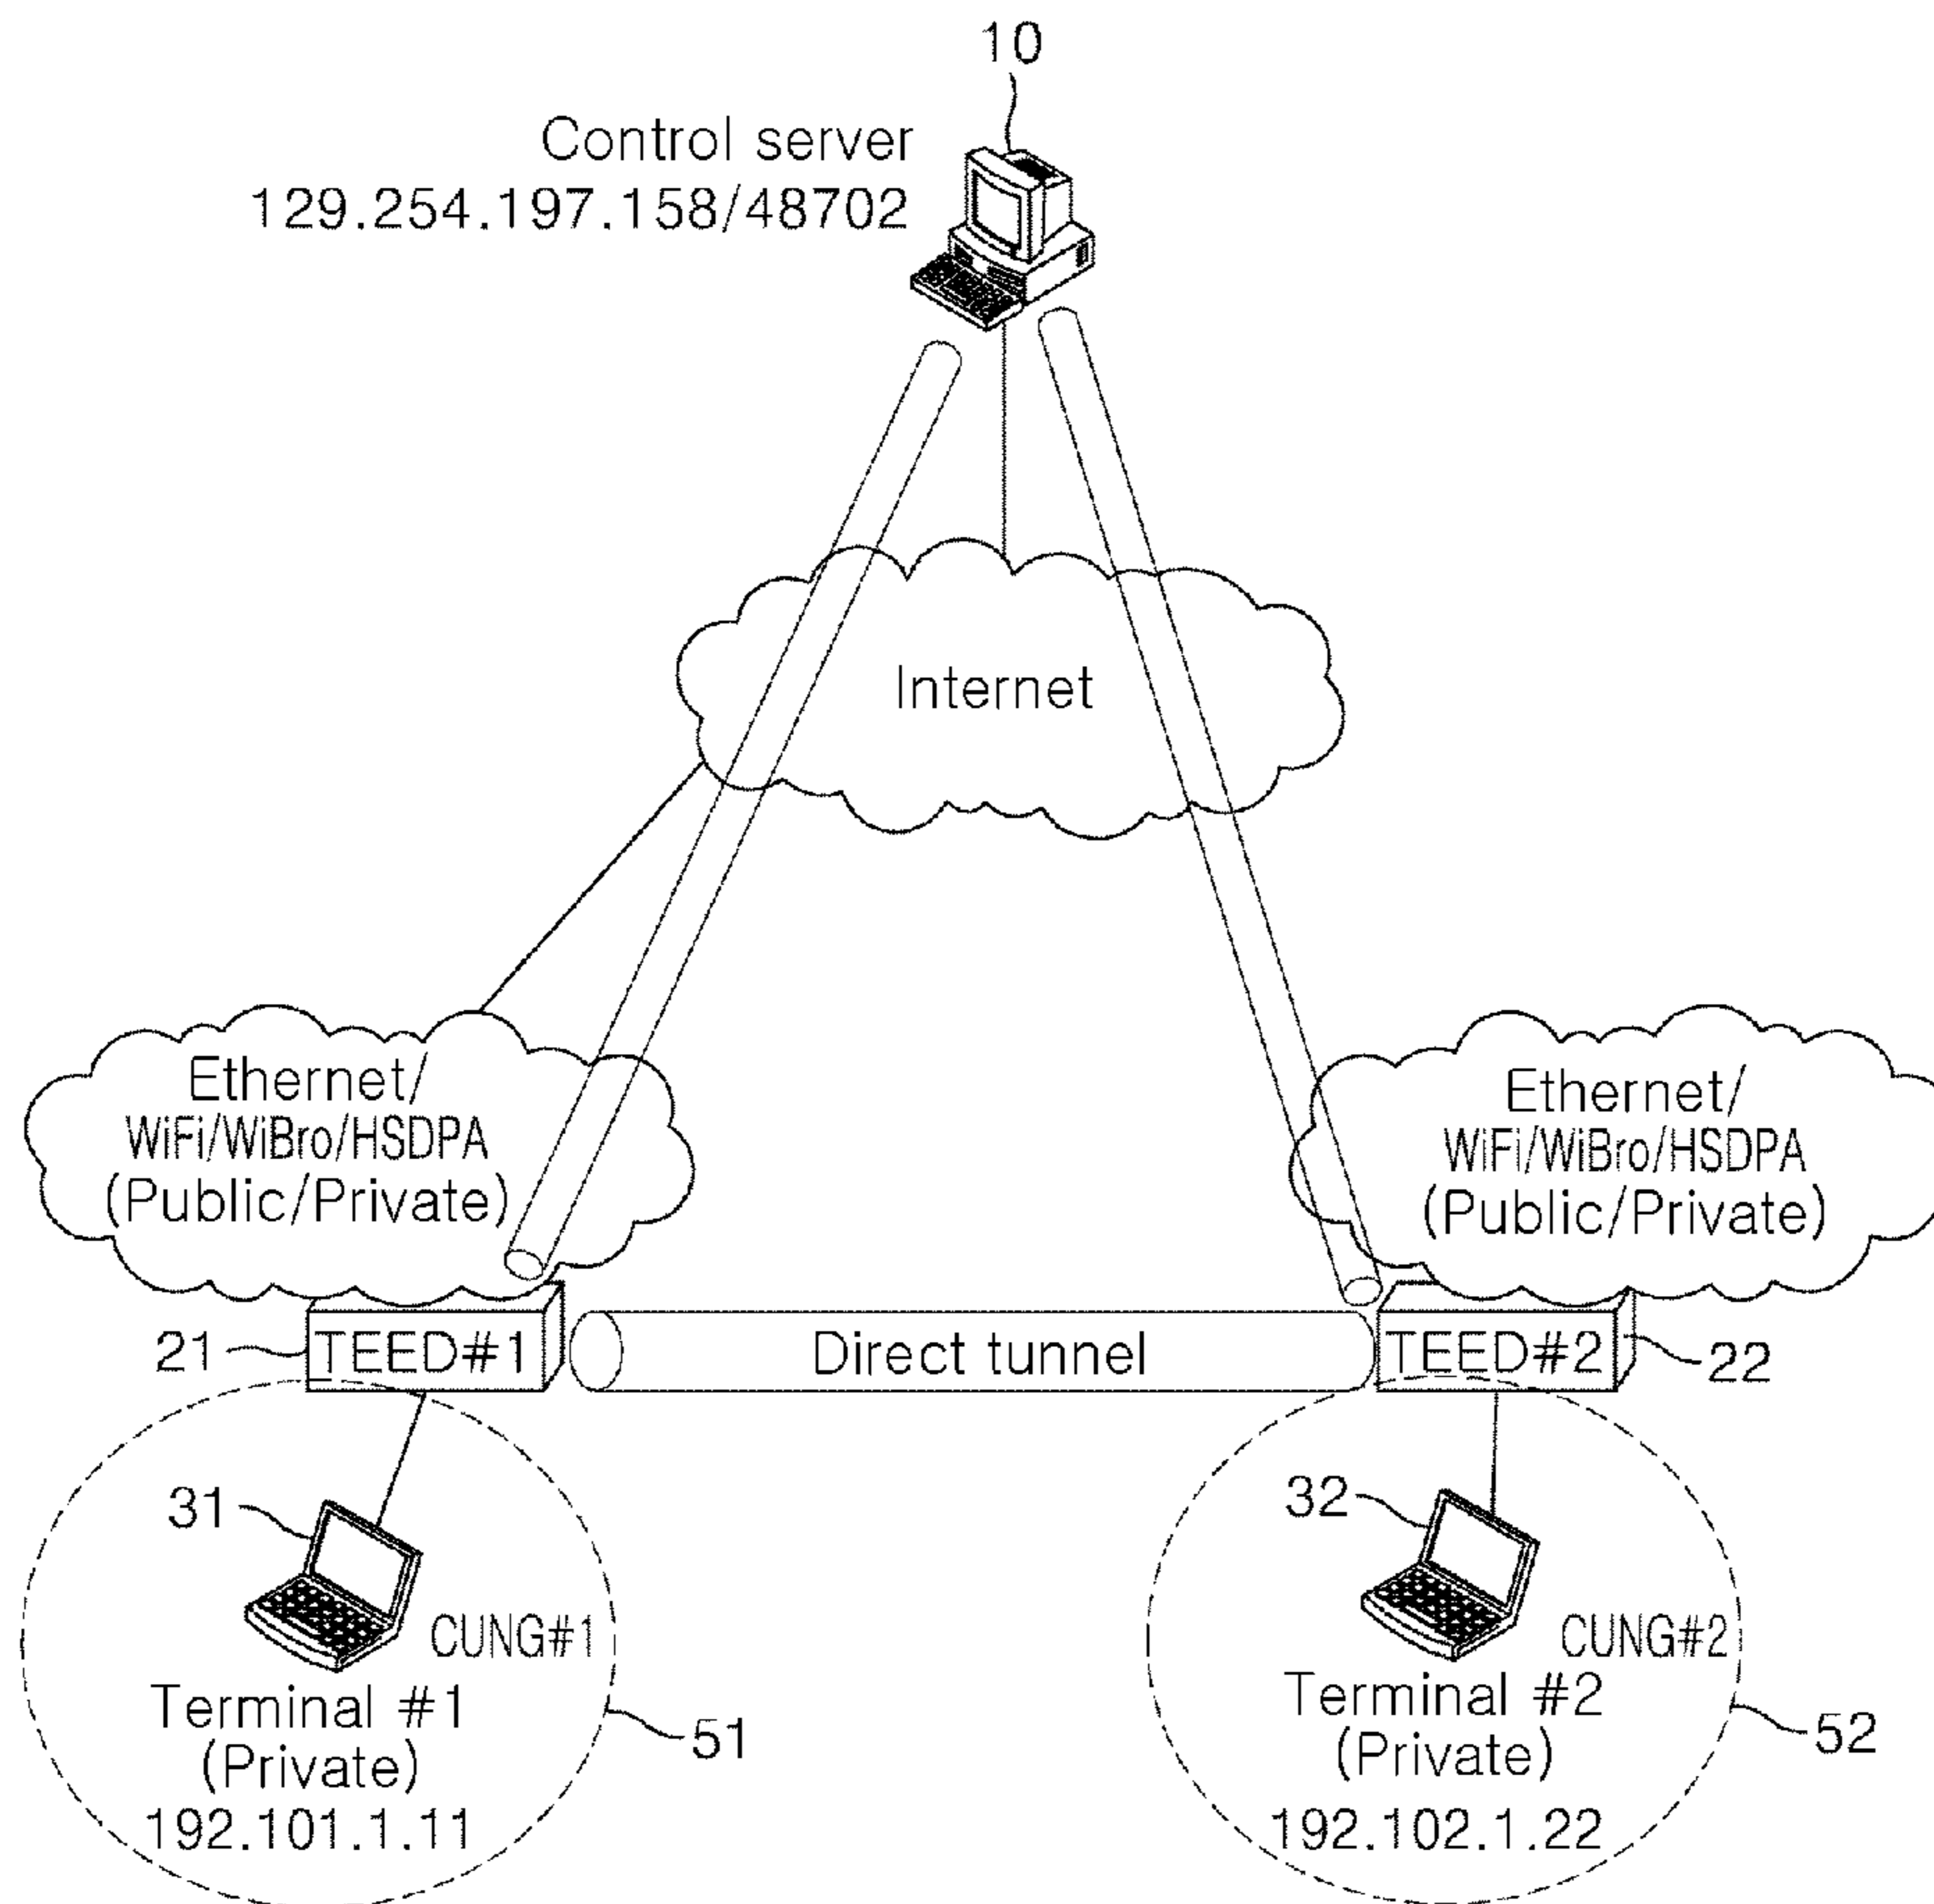 10
Control server
129.254.197.158/48702
Internet
Ethernet/
WiFi/WiBro/HSDPA
(Public/Private)
Ethernet/
WiFi/WiBro/HSDPA
(Public/Private)
21
TEED#1
Direct tunnel
TEED#2
22
31
CUNG#1
Terminal #1
(Private)
192.101.1.11
51
32
CUNG#2
Terminal #2
(Private)
192.102.1.22
52